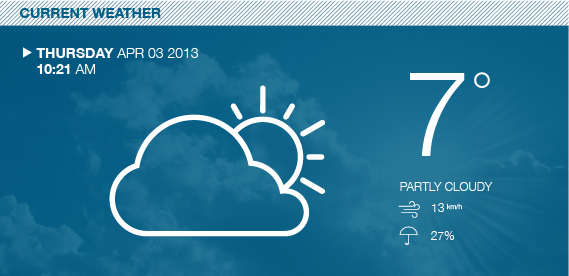 CURRENT WEATHER
THURSDAY APR 03 2013
10:21 AM
7°
PARTLY CLOUDY
13 km/h
27%